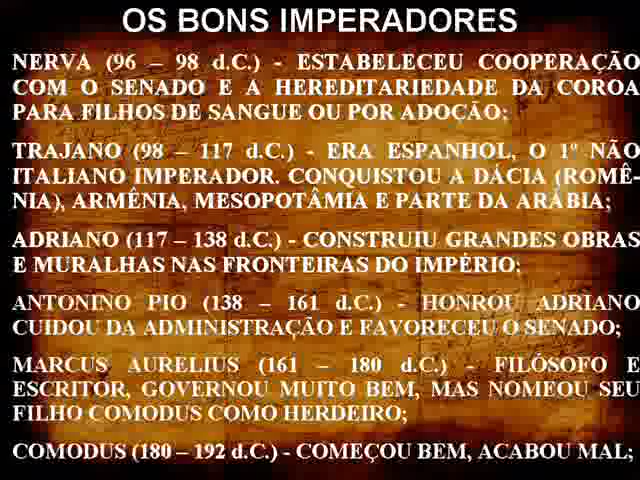 OS BONS IMPERADORES
NERVA (96 – 98 d.C.) - ESTABELECEU COOPERAÇÃO
COM O SENADO E A HEREDITARIEDADE DA COROA
PARA FILHOS DE SANGUE OU POR ADOÇÃO;
TRAJANO (98 – 117 d.C.) - ERA ESPANHOL, O 1º NÃO
ITALIANO IMPERADOR. CONQUISTOU A DÁCIA (ROMÊ-
NIA), ARMÊNIA, MESOPOTÂMIA E PARTE DA ARÁBIA;
ADRIANO (117 – 138 d.C.) - CONSTRUIU GRANDES OBRAS
E MURALHAS NAS FRONTEIRAS DO IMPÉRIO;
ANTONINO PIO (138 – 161 d.C.) - HONROU ADRIANO,
CUIDOU DA ADMINISTRAÇÃO E FAVORECEU O SENADO;
MARCUS AURELIUS (161 – 180 d.C.) - FILÓSOFO E
ESCRITOR, GOVERNOU MUITO BEM, MAS NOMEOU SEU
FILHO COMODUS COMO HERDEIRO;
COMODUS (180 – 192 d.C.) - COMEÇOU BEM, ACABOU MAL;